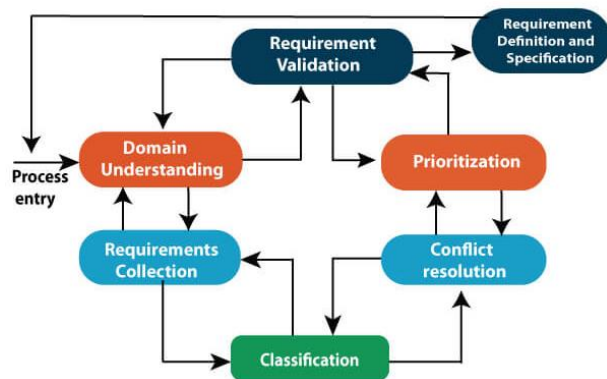 Requirement
Definition and
Specification
Requirement
Validation
Domain
Understanding
Prioritization
Process
entry
Requirements
Collection
Conflict
resolution
Classification